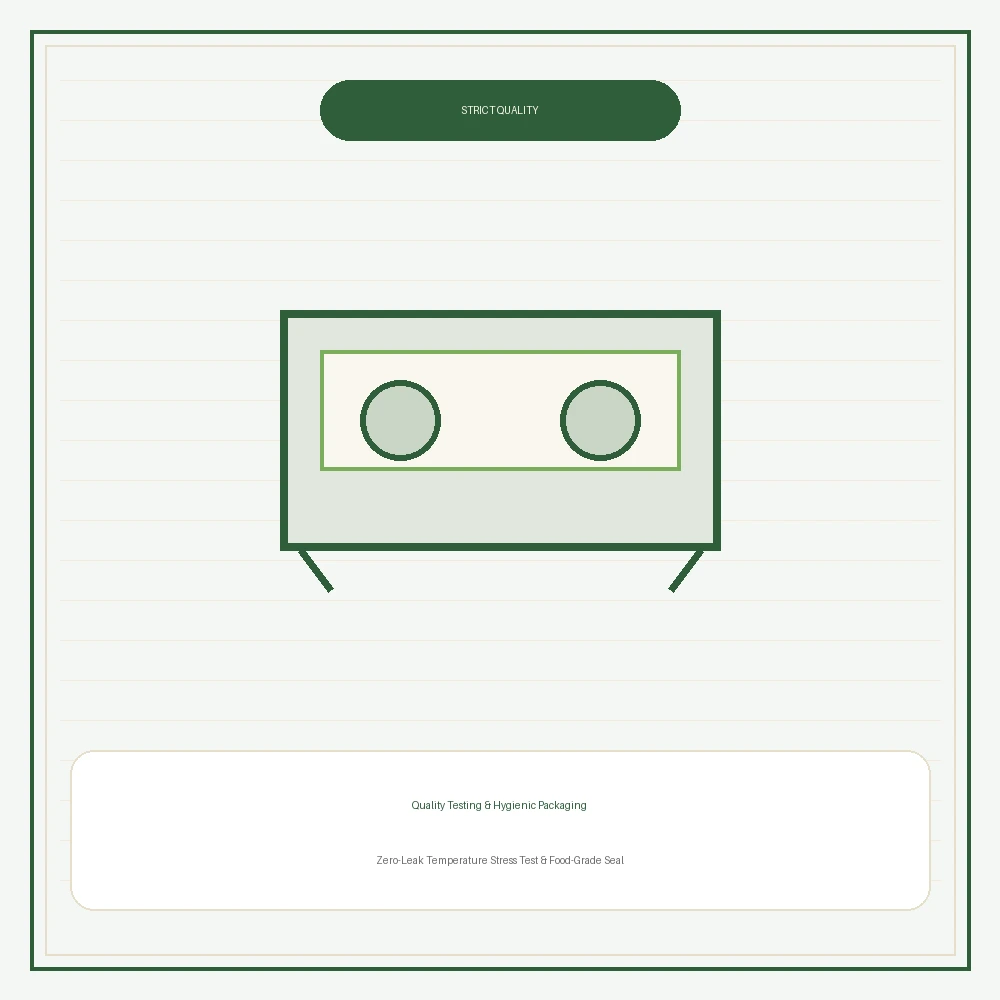 STRICT QUALITY
Quality Testing & Hygienic Packaging
Zero-Leak Temperature Stress Test & Food-Grade Seal